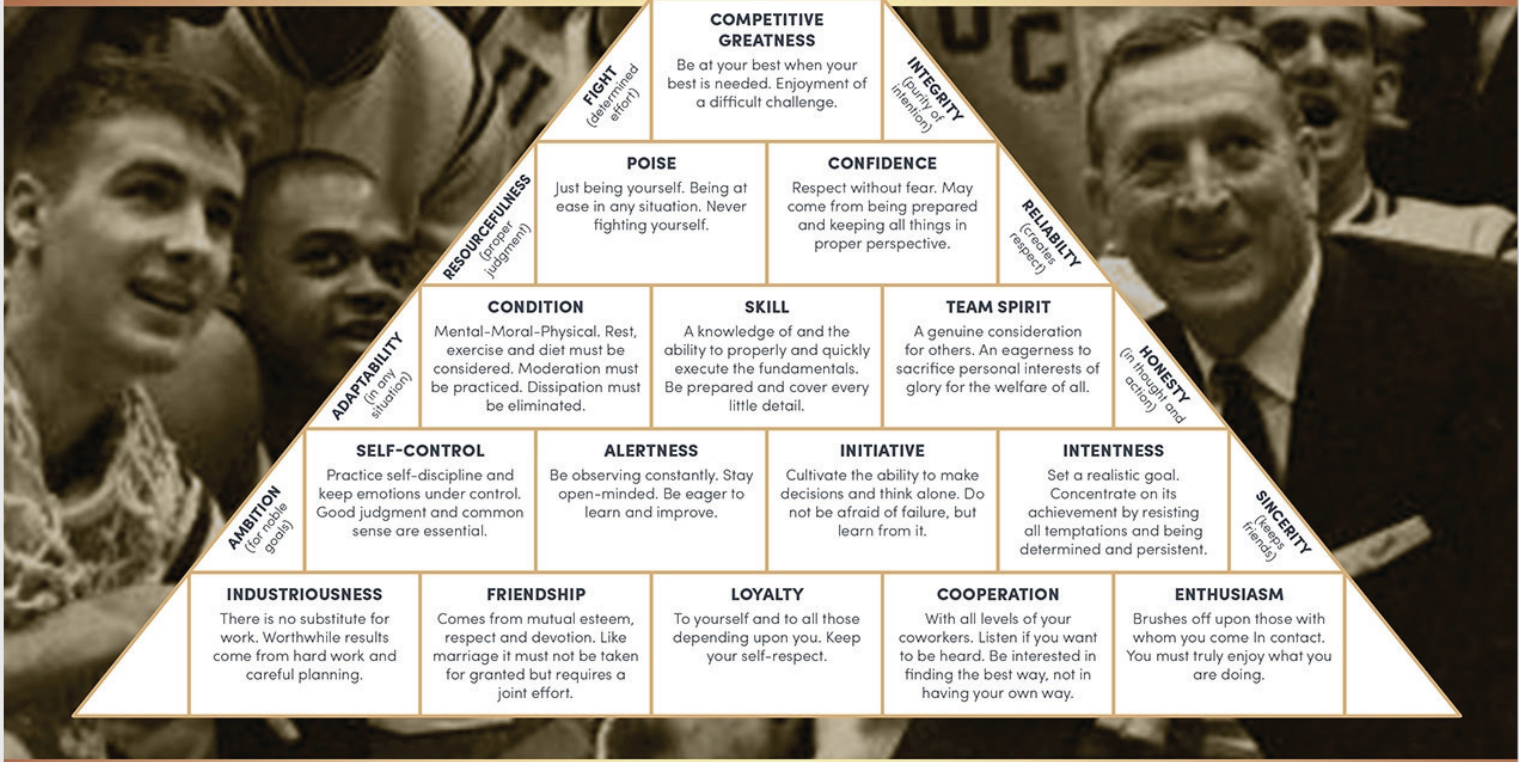 COMPETITIVE
GREATNESS
Be at your best when your
best is needed. Enjoyment of
a difficult challenge.
FIGHT
(determined
effort)
INTEGRITY
(purity of
intention)
POISE
Just being yourself. Being at
ease in any situation. Never
fighting yourself.
CONFIDENCE
Respect without fear. May
come from being prepared
and keeping all things in
proper perspective.
RESOURCEFULNESS
(proper
judgment)
RELIABILTY
(creates
respect)
CONDITION
Mental-Moral-Physical. Rest,
exercise and diet must be
considered. Moderation must
be practiced. Dissipation must
be eliminated.
SKILL
A knowledge of and the
ability to properly and quickly
execute the fundamentals.
Be prepared and cover every
little detail.
TEAM SPIRIT
A genuine consideration
for others. An eagerness to
sacrifice personal interests of
glory for the welfare of all.
ADAPTABILITY
(in any
situation)
HONESTY
(in thought and
action)
SELF-CONTROL
Practice self-discipline and
keep emotions under control.
Good judgment and common
sense are essential.
ALERTNESS
Be observing constantly. Stay
open-minded. Be eager to
learn and improve.
INITIATIVE
Cultivate the ability to make
decisions and think alone. Do
not be afraid of failure, but
learn from it.
INTENTNESS
Set a realistic goal.
Concentrate on its
achievement by resisting
all temptations and being
determined and persistent.
AMBITION
(for noble
goals)
SINCERITY
(keeps
friends)
INDUSTRIOUSNESS
There is no substitute for
work. Worthwhile results
come from hard work and
careful planning.
FRIENDSHIP
Comes from mutual esteem,
respect and devotion. Like
marriage it must not be taken
for granted but requires a
joint effort.
LOYALTY
To yourself and to all those
depending upon you. Keep
your self-respect.
COOPERATION
With all levels of your
coworkers. Listen if you want
to be heard. Be interested in
finding the best way, not in
having your own way.
ENTHUSIASM
Brushes off upon those with
whom you come In contact.
You must truly enjoy what you
are doing.